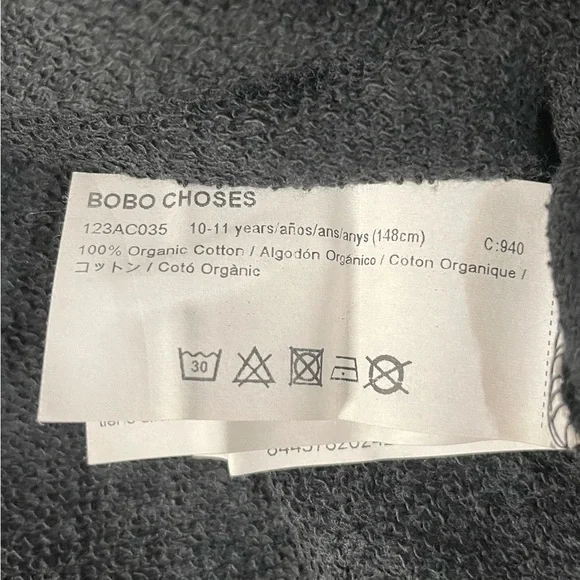 BOBO CHOSES
123AC035 10-11 years/años/ans/anys (148cm) C:940
100% Organic Cotton / Algodón Orgánico / Coton Organique /
コットン / Cotó Orgànic
30